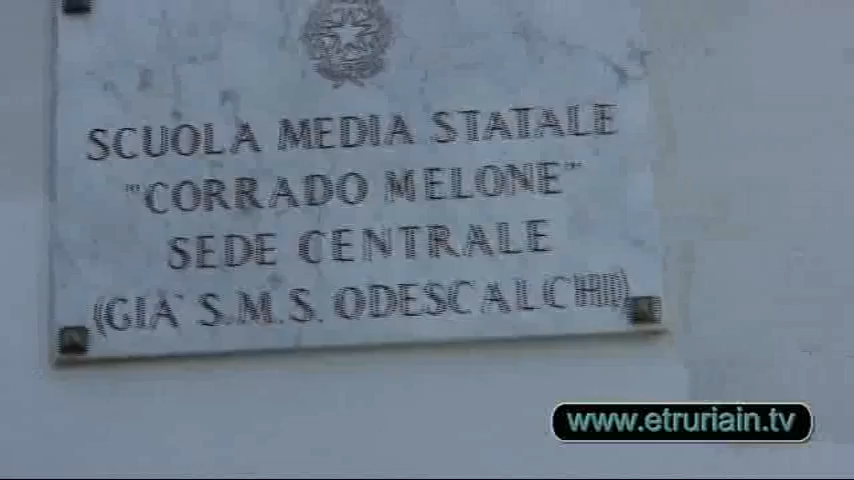 SCUOLA MEDIA STATALE
"CORRADO MELONE"
SEDE CENTRALE
(GIA' S.M.S. ODESCALCHI)
www.etruriain.tv